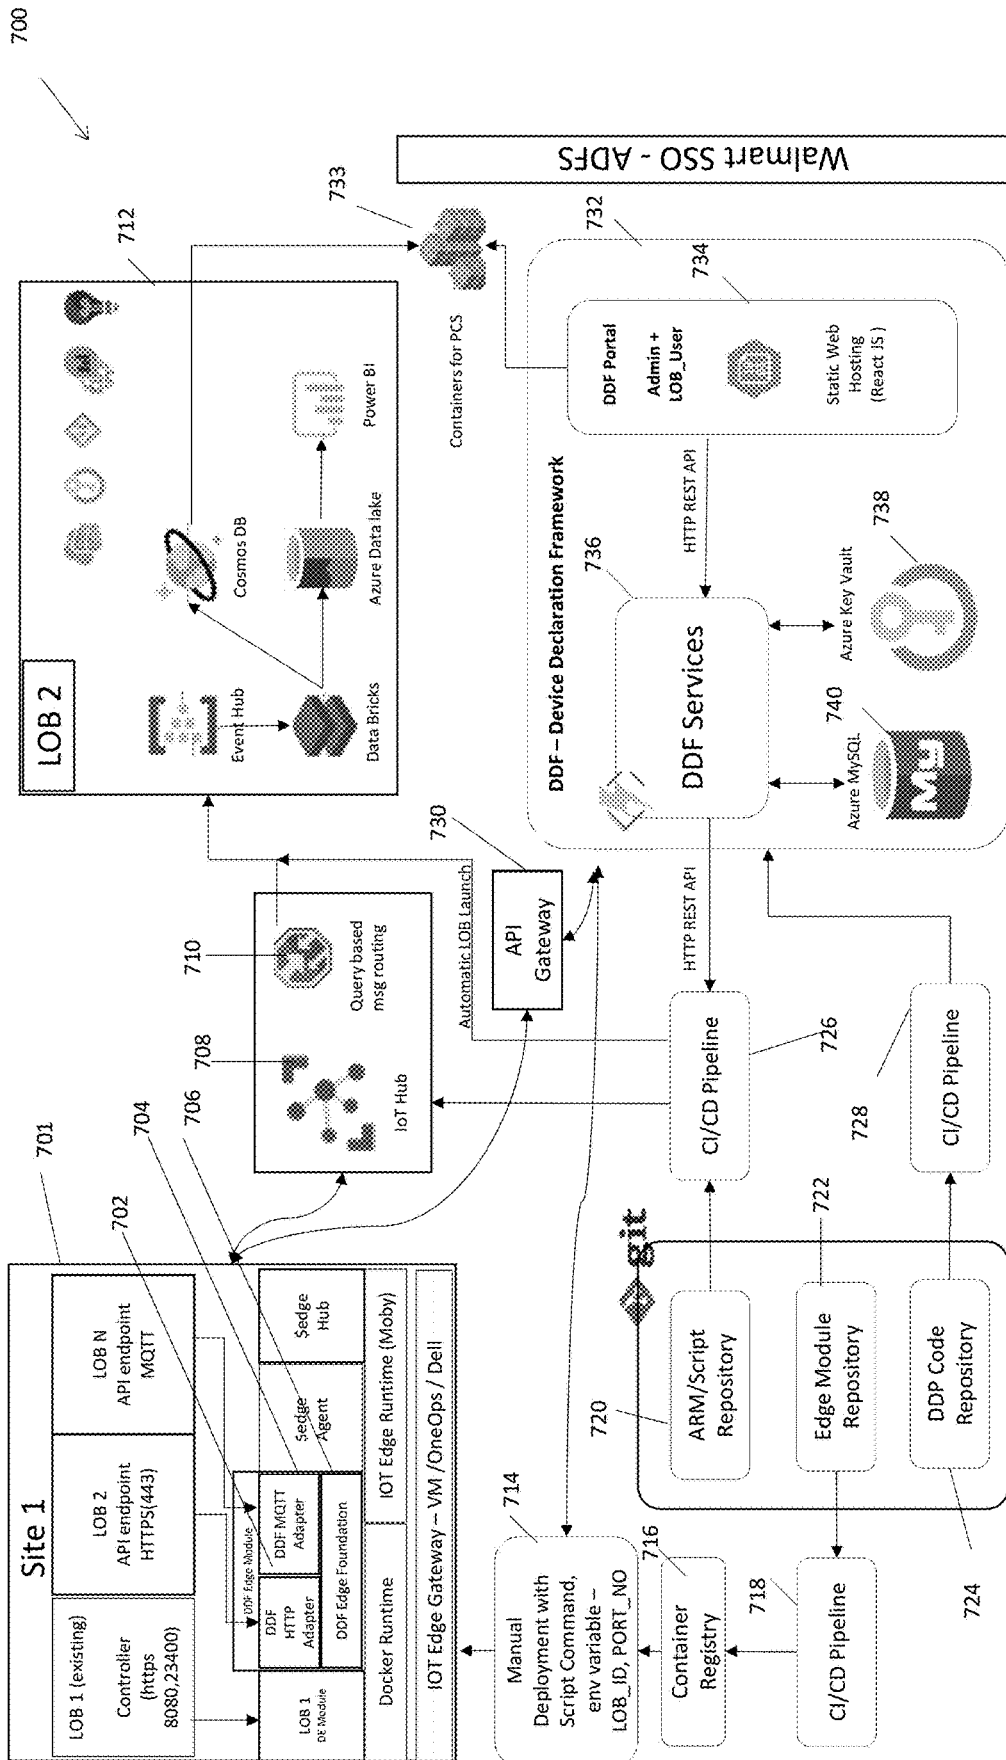 700
701
Site 1
LOB 1 (existing)
Controller
(https
8080,23400)
LOB 2
API endpoint
HTTPS(443)
LOB N
API endpoint
MQTT
702
704
706
DDF Edge Module
LOB 1
DE Module
DDF
HTTP
Adapter
DDF MQTT
Adapter
DDF Edge Foundation
$edge
Agent
$edge
Hub
Docker Runtime
IOT Edge Runtime (Moby)
IOT Edge Gateway – VM /OneOps / Dell
708
710
IoT Hub
Query based
msg routing
712
LOB 2
Event Hub
Data Bricks
Cosmos DB
Azure Data lake
Power BI
733
Containers for PCS
Automatic LOB Launch
730
API
Gateway
714
Manual
Deployment with
Script Command,
env variable –
LOB_ID, PORT_NO
716
Container
Registry
718
CI/CD Pipeline
git
720
ARM/Script
Repository
722
Edge Module
Repository
724
DDP Code
Repository
726
CI/CD Pipeline
728
CI/CD Pipeline
HTTP REST API
732
DDF – Device Declaration Framework
736
DDF Services
HTTP REST API
734
DDF Portal
Admin +
LOB_User
Static Web
Hosting
(React JS )
Azure MySQL
740
My
Azure Key Vault
738
Walmart SSO - ADFS